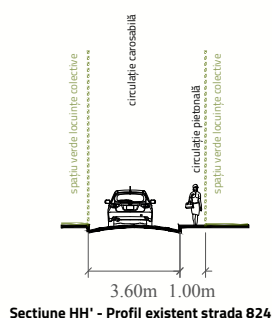 spațiu verde locuințe colective
circulație carosabilă
circulație pietonală
spațiu verde locuințe colective
3.60m 1.00m
Secțiune HH' - Profil existent strada 824